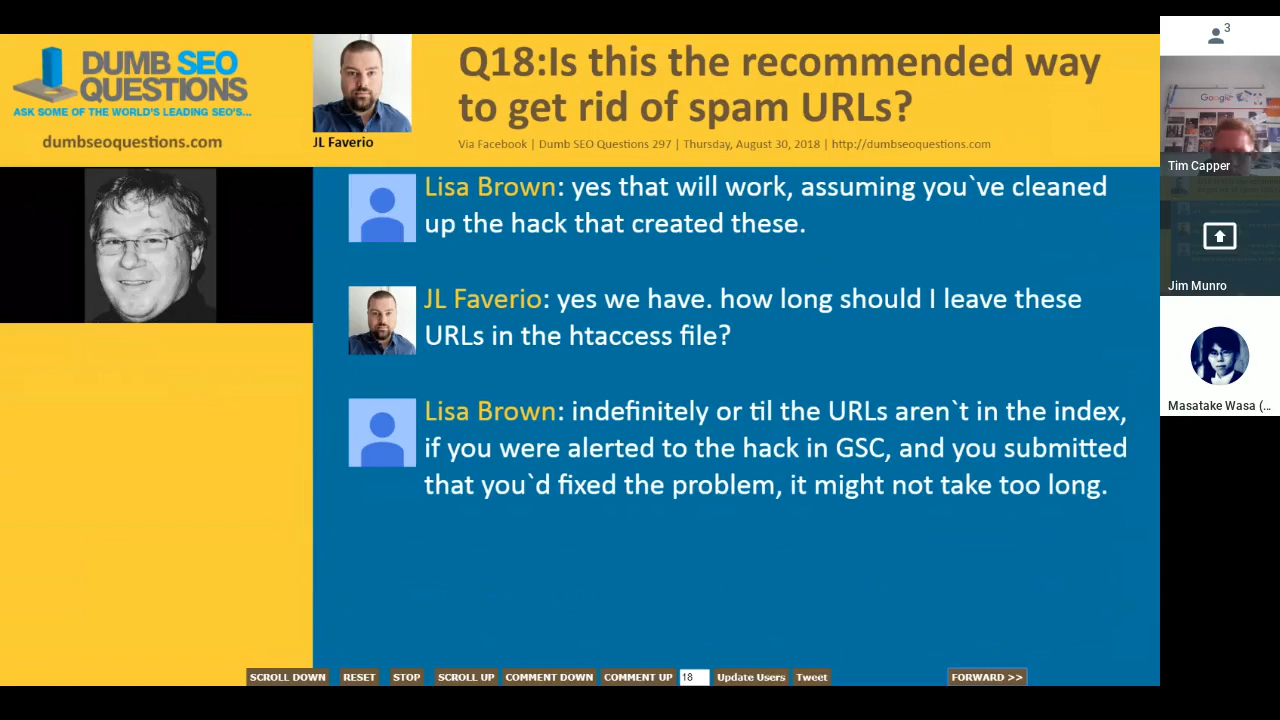 DUMB SEO
QUESTIONS
ASK SOME OF THE WORLD'S LEADING SEO'S...
dumbseoquestions.com
JL Faverio
Q18:Is this the recommended way
to get rid of spam URLs?
Via Facebook | Dumb SEO Questions 297 | Thursday, August 30, 2018 | http://dumbseoquestions.com
Lisa Brown: yes that will work, assuming you`ve cleaned
up the hack that created these.
JL Faverio: yes we have. how long should I leave these
URLs in the htaccess file?
Lisa Brown: indefinitely or til the URLs aren`t in the index,
if you were alerted to the hack in GSC, and you submitted
that you`d fixed the problem, it might not take too long.
SCROLL DOWN RESET STOP SCROLL UP COMMENT DOWN COMMENT UP 18 Update Users Tweet FORWARD >>
3
Google
Tim Capper
Jim Munro
Masatake Wasa (...